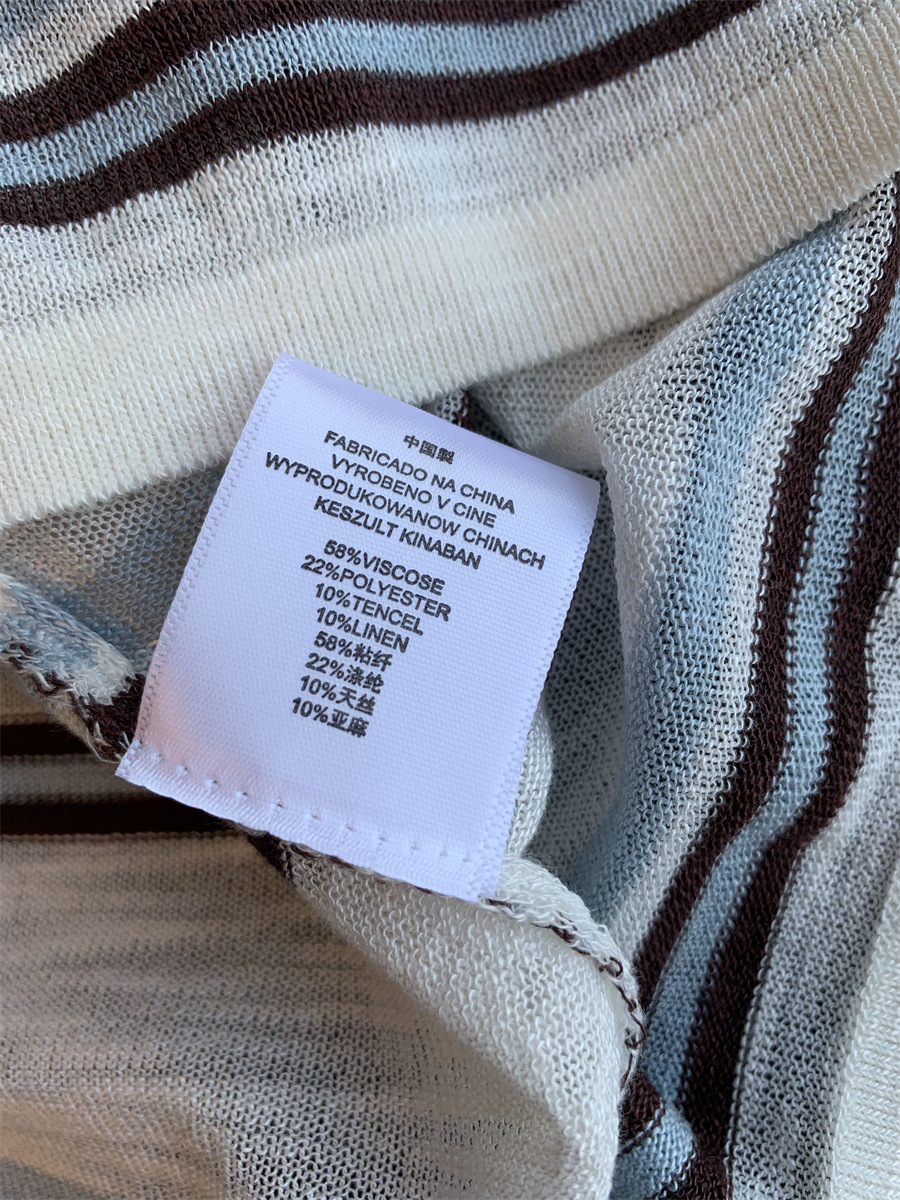 中国製
FABRICADO NA CHINA
VYROBENO V CINE
WYPRODUKOWANOW CHINACH
KESZULT KINABAN
58%VISCOSE
22%POLYESTER
10%TENCEL
10%LINEN
58%粘纤
22%涤纶
10%天丝
10%亚麻